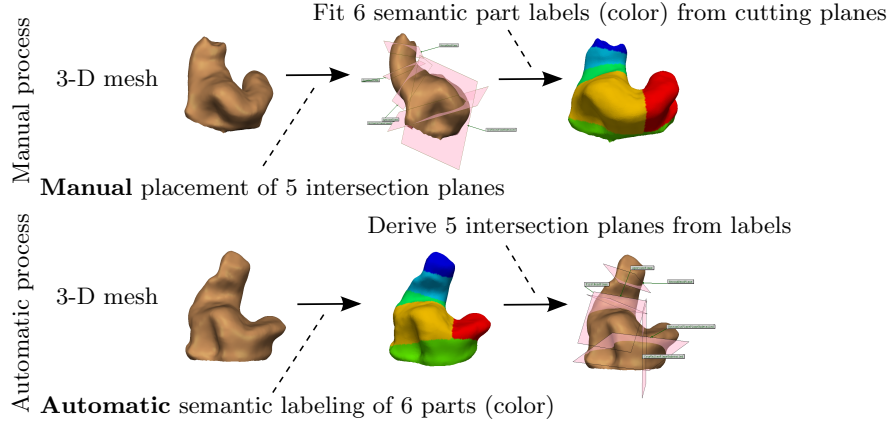 Fit 6 semantic part labels (color) from cutting planes
Manual process
3-D mesh
Manual placement of 5 intersection planes
Derive 5 intersection planes from labels
Automatic process
3-D mesh
Automatic semantic labeling of 6 parts (color)